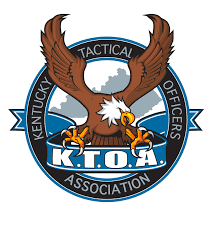 KENTUCKY TACTICAL OFFICERS
K.T.O.A.
ASSOCIATION